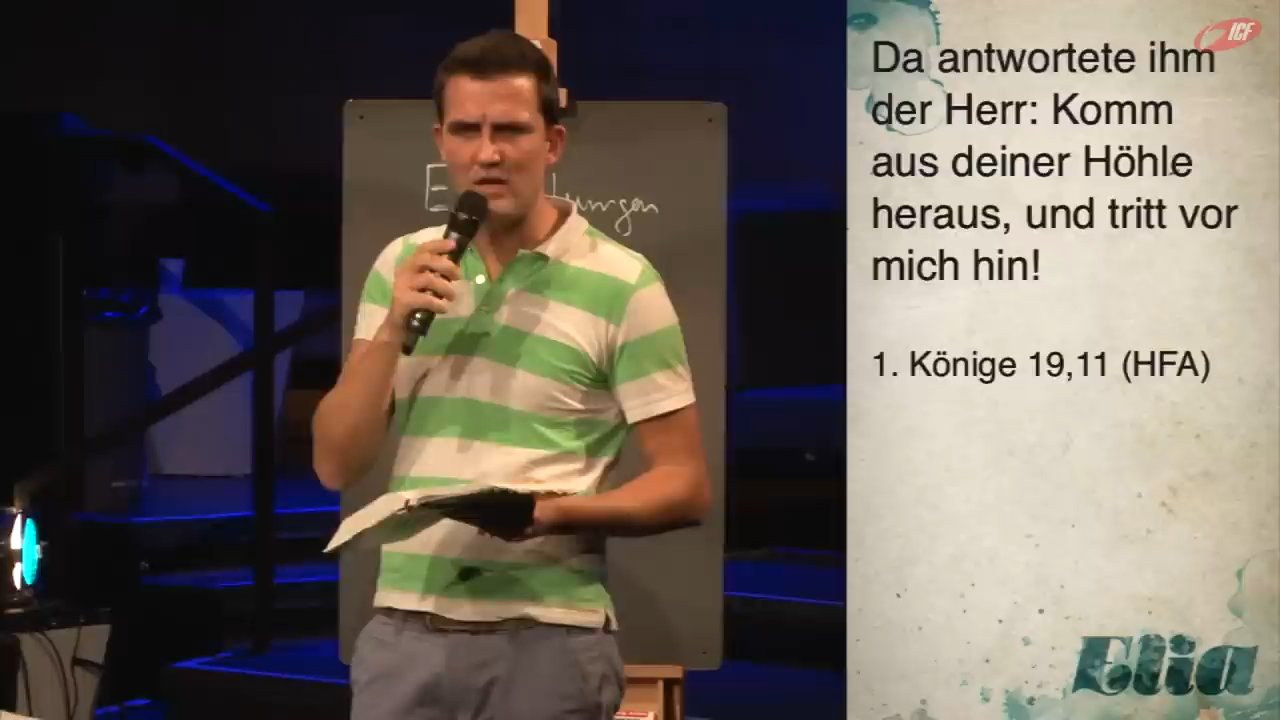 ICF
Da antwortete ihm
der Herr: Komm
aus deiner Höhle
heraus, und tritt vor
mich hin!
1. Könige 19,11 (HFA)
Elia